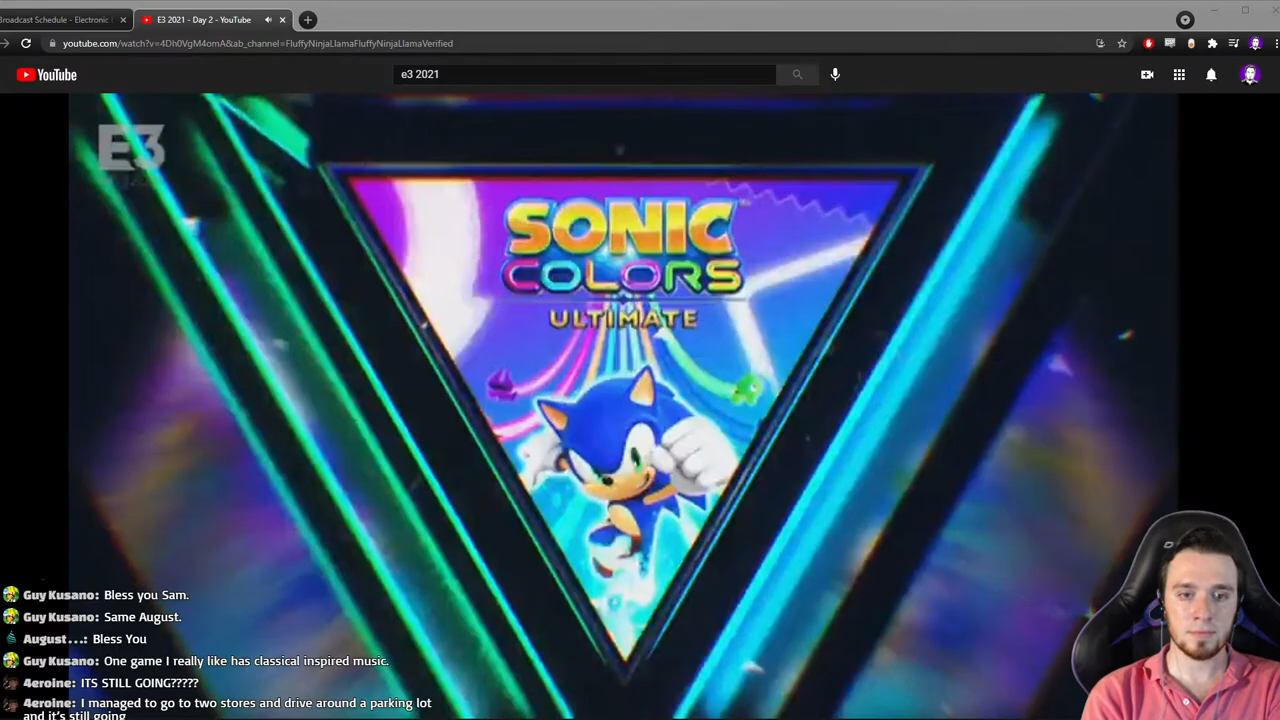 Broadcast Schedule - Electronic
E3 2021 - Day 2 - YouTube
youtube.com/watch?v=4Dh0VgM4omA&ab_channel=FluffyNinjaLlamaFluffyNinjaLlamaVerified
YouTube
e3 2021
E3
SONIC
COLORS
ULTIMATE
Guy Kusano: Bless you Sam.
Guy Kusano: Same August.
August...: Bless You
Guy Kusano: One game I really like has classical inspired music.
4eroine: ITS STILL GOING?????
4eroine: I managed to go to two stores and drive around a parking lot
and it's still going